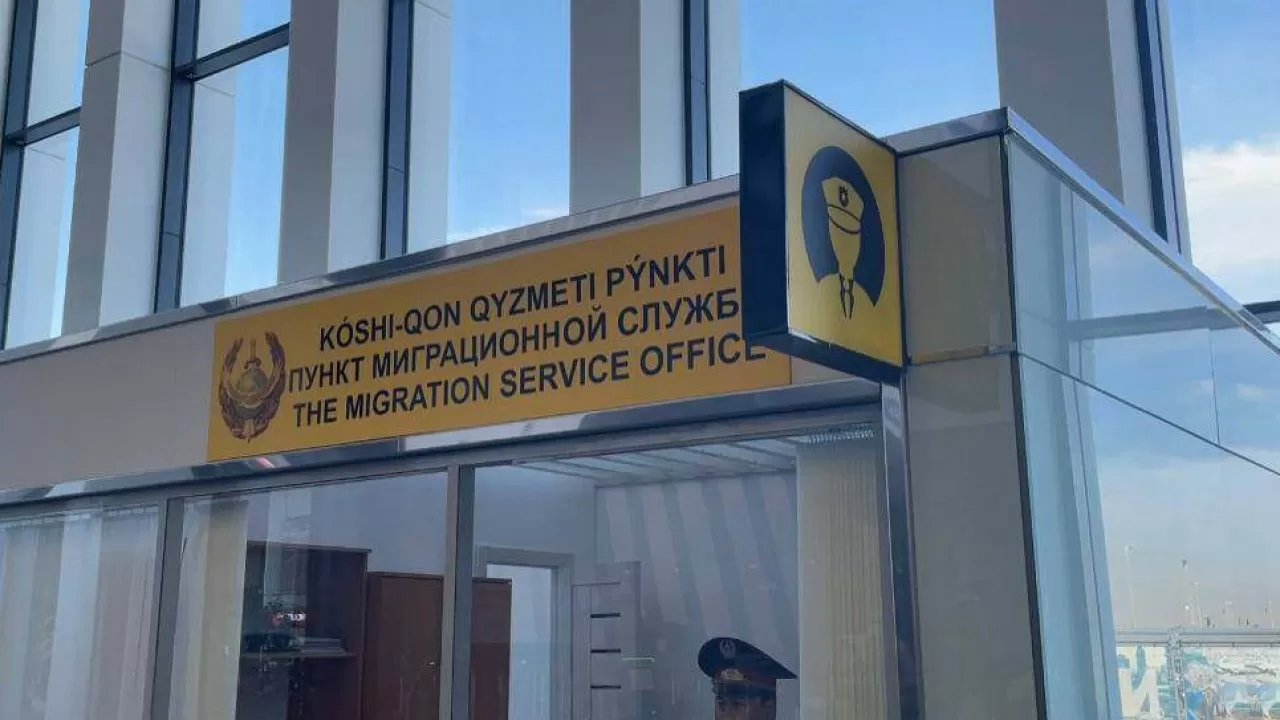 KÓSHI-QON QYZMETI PÝNKTI
ПУНКТ МИГРАЦИОННОЙ СЛУЖБ
THE MIGRATION SERVICE OFFICE